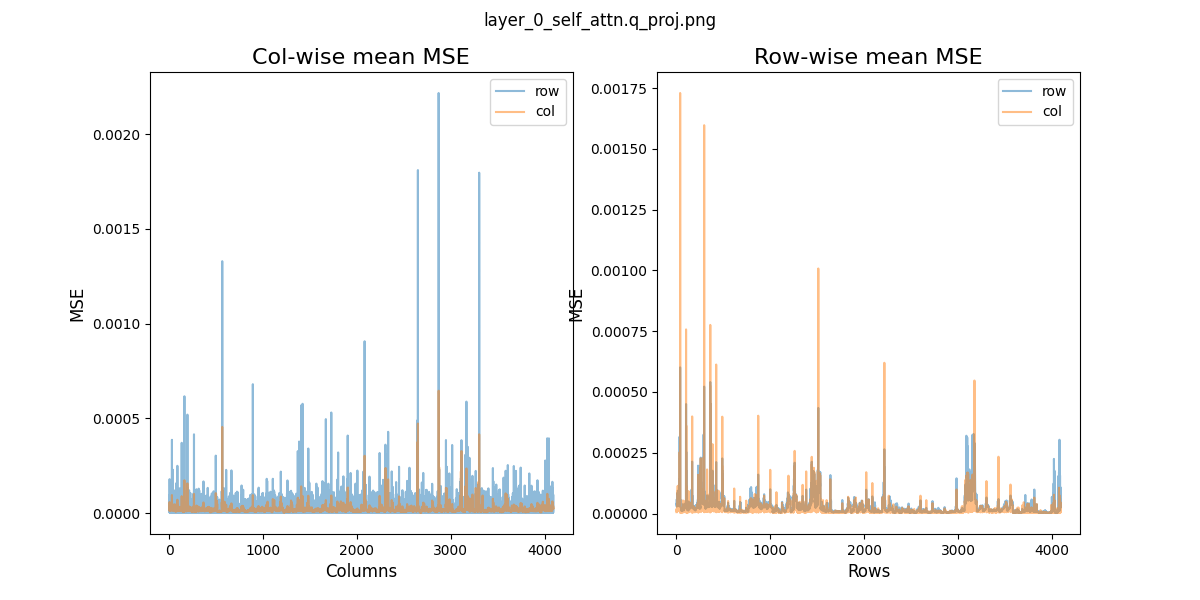 layer_0_self_attn.q_proj.png
Col-wise mean MSE
row
col
0.0020
0.0015
0.0010
0.0005
0.0000
MSE
0
1000
2000
3000
4000
Columns
Row-wise mean MSE
row
col
0.00175
0.00150
0.00125
0.00100
0.00075
0.00050
0.00025
0.00000
MSE
0
1000
2000
3000
4000
Rows